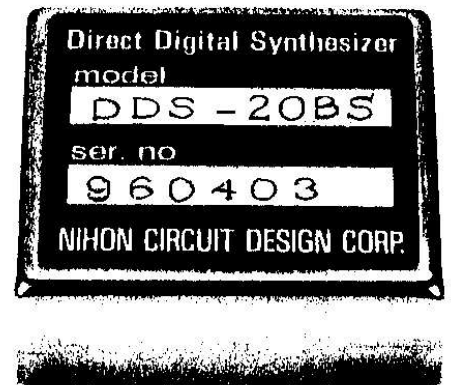 Direct Digital Synthesizer
model
DDS-20BS
ser. no
960403
NIHON CIRCUIT DESIGN CORP.